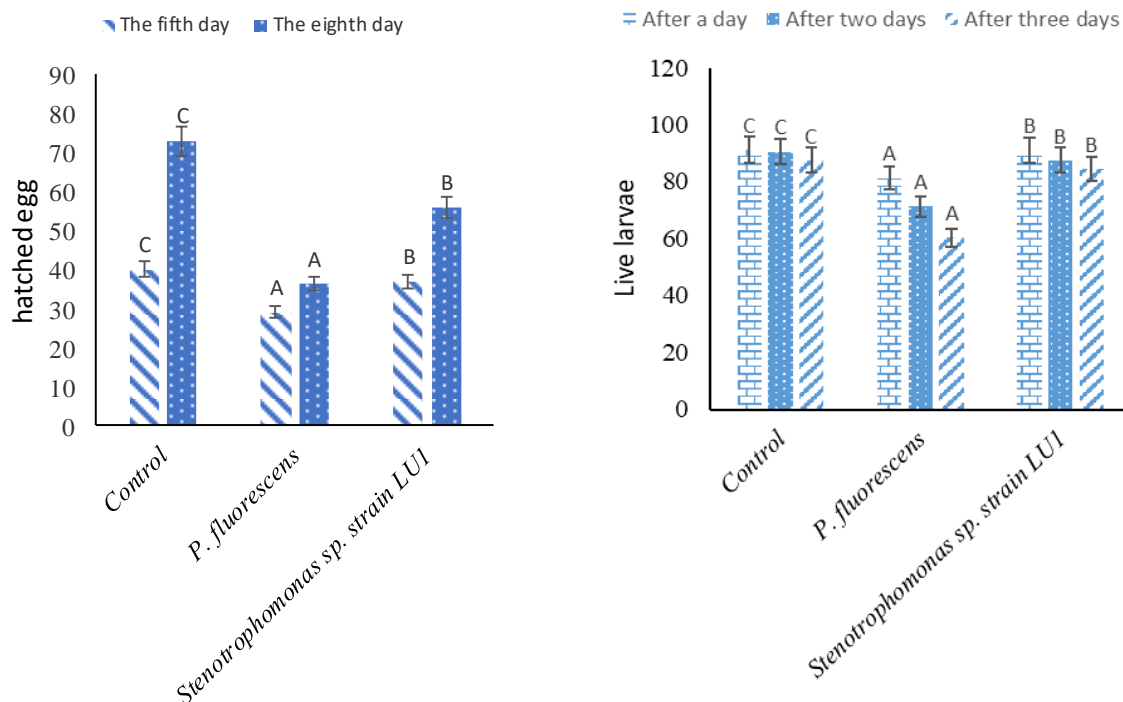 The fifth day The eighth day
hatched egg
90
80
70
60
50
40
30
20
10
0
C
C
A
A
B
B
Control
P. fluorescens
Stenotrophomonas sp. strain LU1
After a day After two days After three days
Live larvae
120
100
80
60
40
20
0
C C C
A
A
A
B B B
Control
P. fluorescens
Stenotrophomonas sp. strain LU1